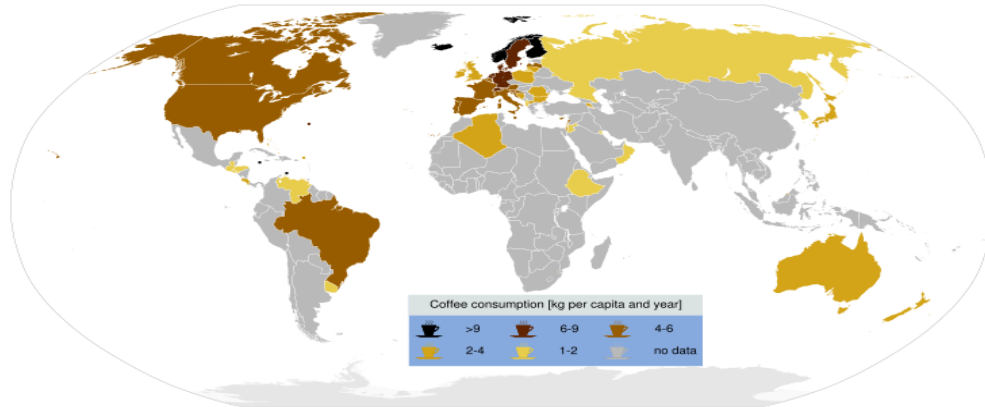 Coffee consumption [kg per capita and year]
>9 6-9 4-6
2-4 1-2 no data